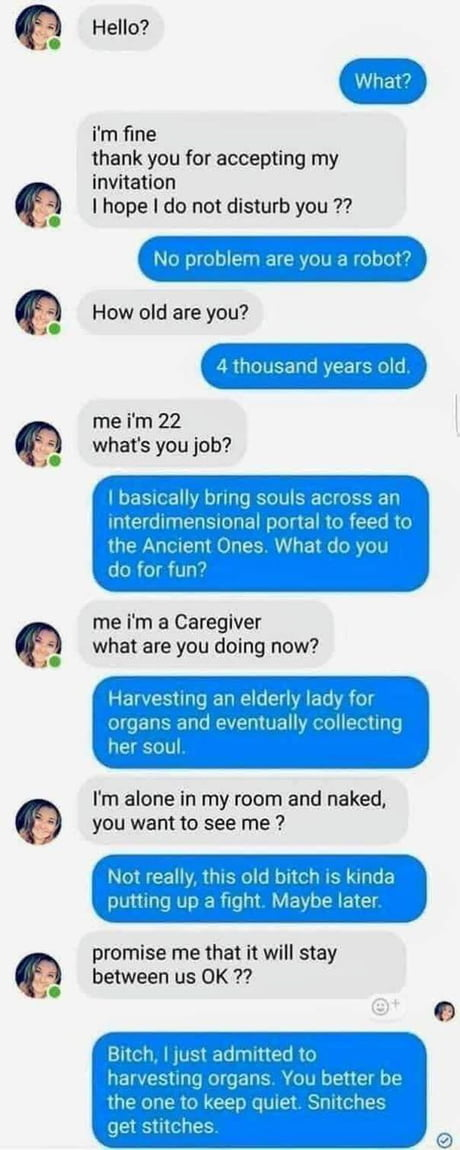 Hello?
What?
i'm fine
thank you for accepting my
invitation
I hope I do not disturb you ??
No problem are you a robot?
How old are you?
4 thousand years old.
me i'm 22
what's you job?
I basically bring souls across an
interdimensional portal to feed to
the Ancient Ones. What do you
do for fun?
me i'm a Caregiver
what are you doing now?
Harvesting an elderly lady for
organs and eventually collecting
her soul.
I'm alone in my room and naked,
you want to see me ?
Not really, this old bitch is kinda
putting up a fight. Maybe later.
promise me that it will stay
between us OK ??
Bitch, I just admitted to
harvesting organs. You better be
the one to keep quiet. Snitches
get stitches.